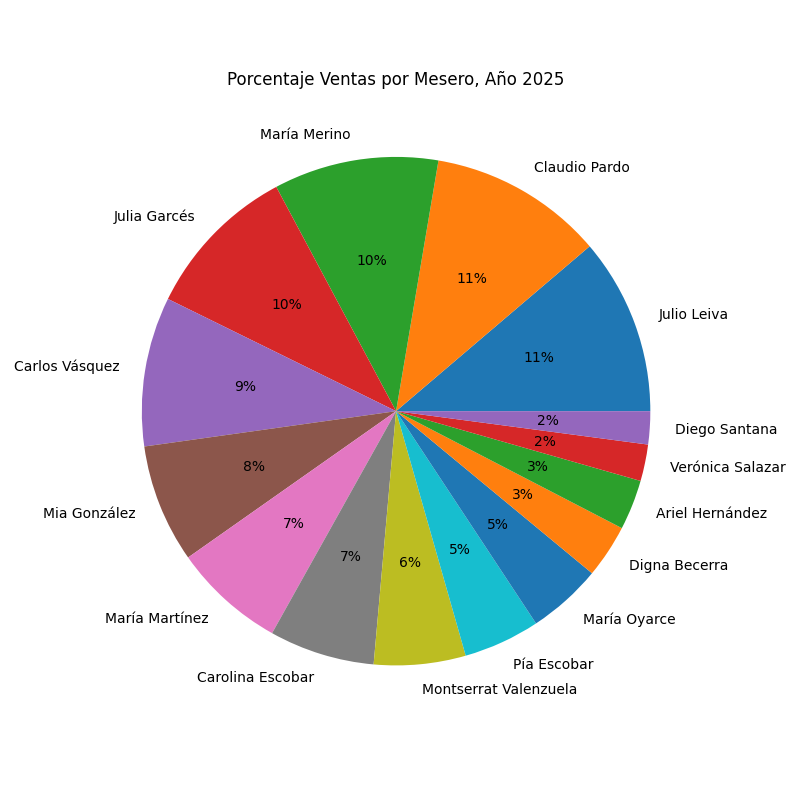 Porcentaje Ventas por Mesero, Año 2025
Julio Leiva
11%
Claudio Pardo
11%
María Merino
10%
Julia Garcés
10%
Carlos Vásquez
9%
Mia González
8%
María Martínez
7%
Carolina Escobar
7%
Montserrat Valenzuela
6%
Pía Escobar
5%
María Oyarce
5%
Digna Becerra
3%
Ariel Hernández
3%
Verónica Salazar
2%
Diego Santana
2%